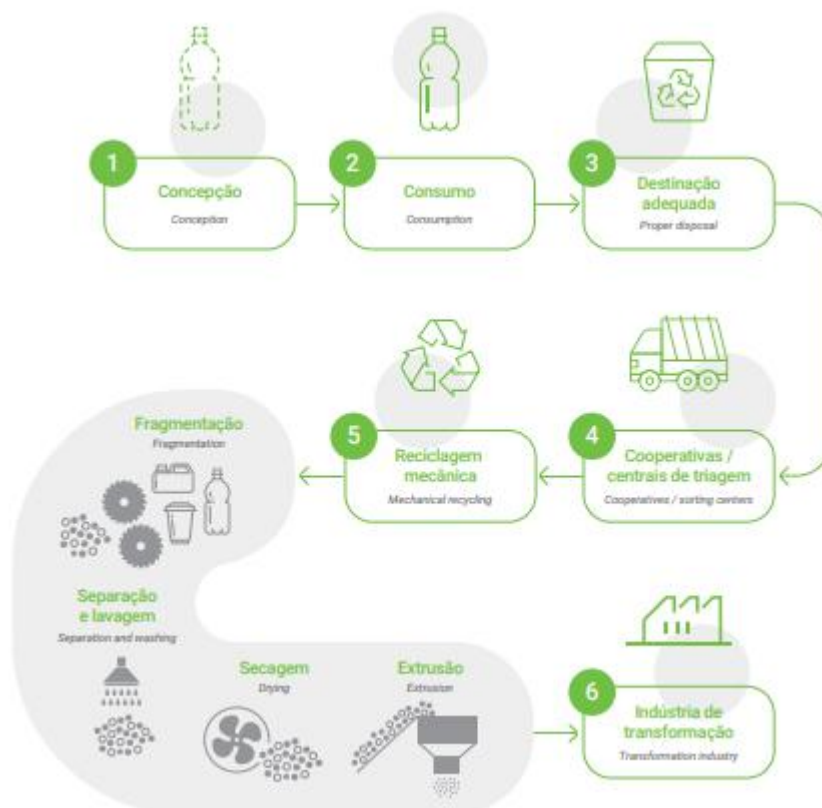 1
Concepção
Conception
2
Consumo
Consumption
3
Destinação
adequada
Proper disposal
4
Cooperativas /
centrais de triagem
Cooperatives / sorting centers
5
Reciclagem
mecânica
Mechanical recycling
Fragmentação
Fragmentation
Separação
e lavagem
Separation and washing
Secagem
Drying
Extrusão
Extrusion
6
Indústria de
transformação
Transformation industry